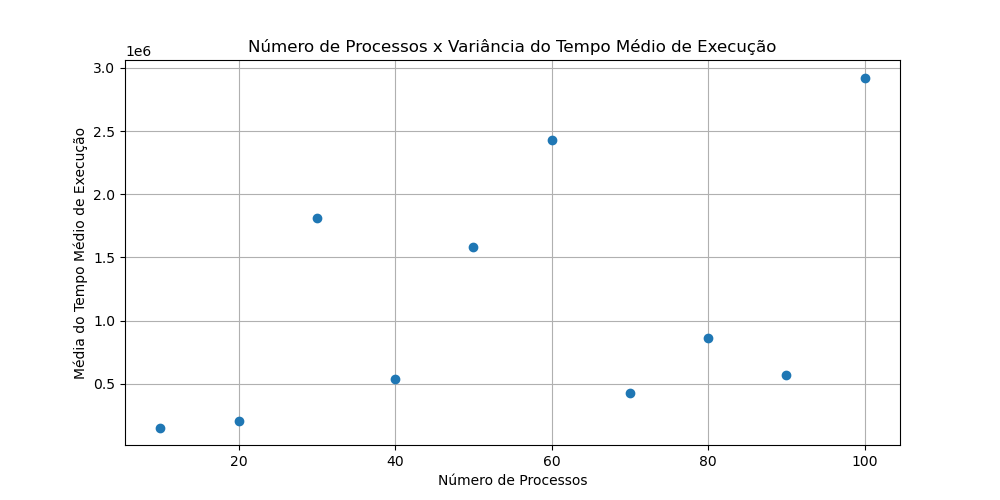 Número de Processos x Variância do Tempo Médio de Execução
1e6
3.0
2.5
2.0
1.5
1.0
0.5
Média do Tempo Médio de Execução
20 40 60 80 100
Número de Processos